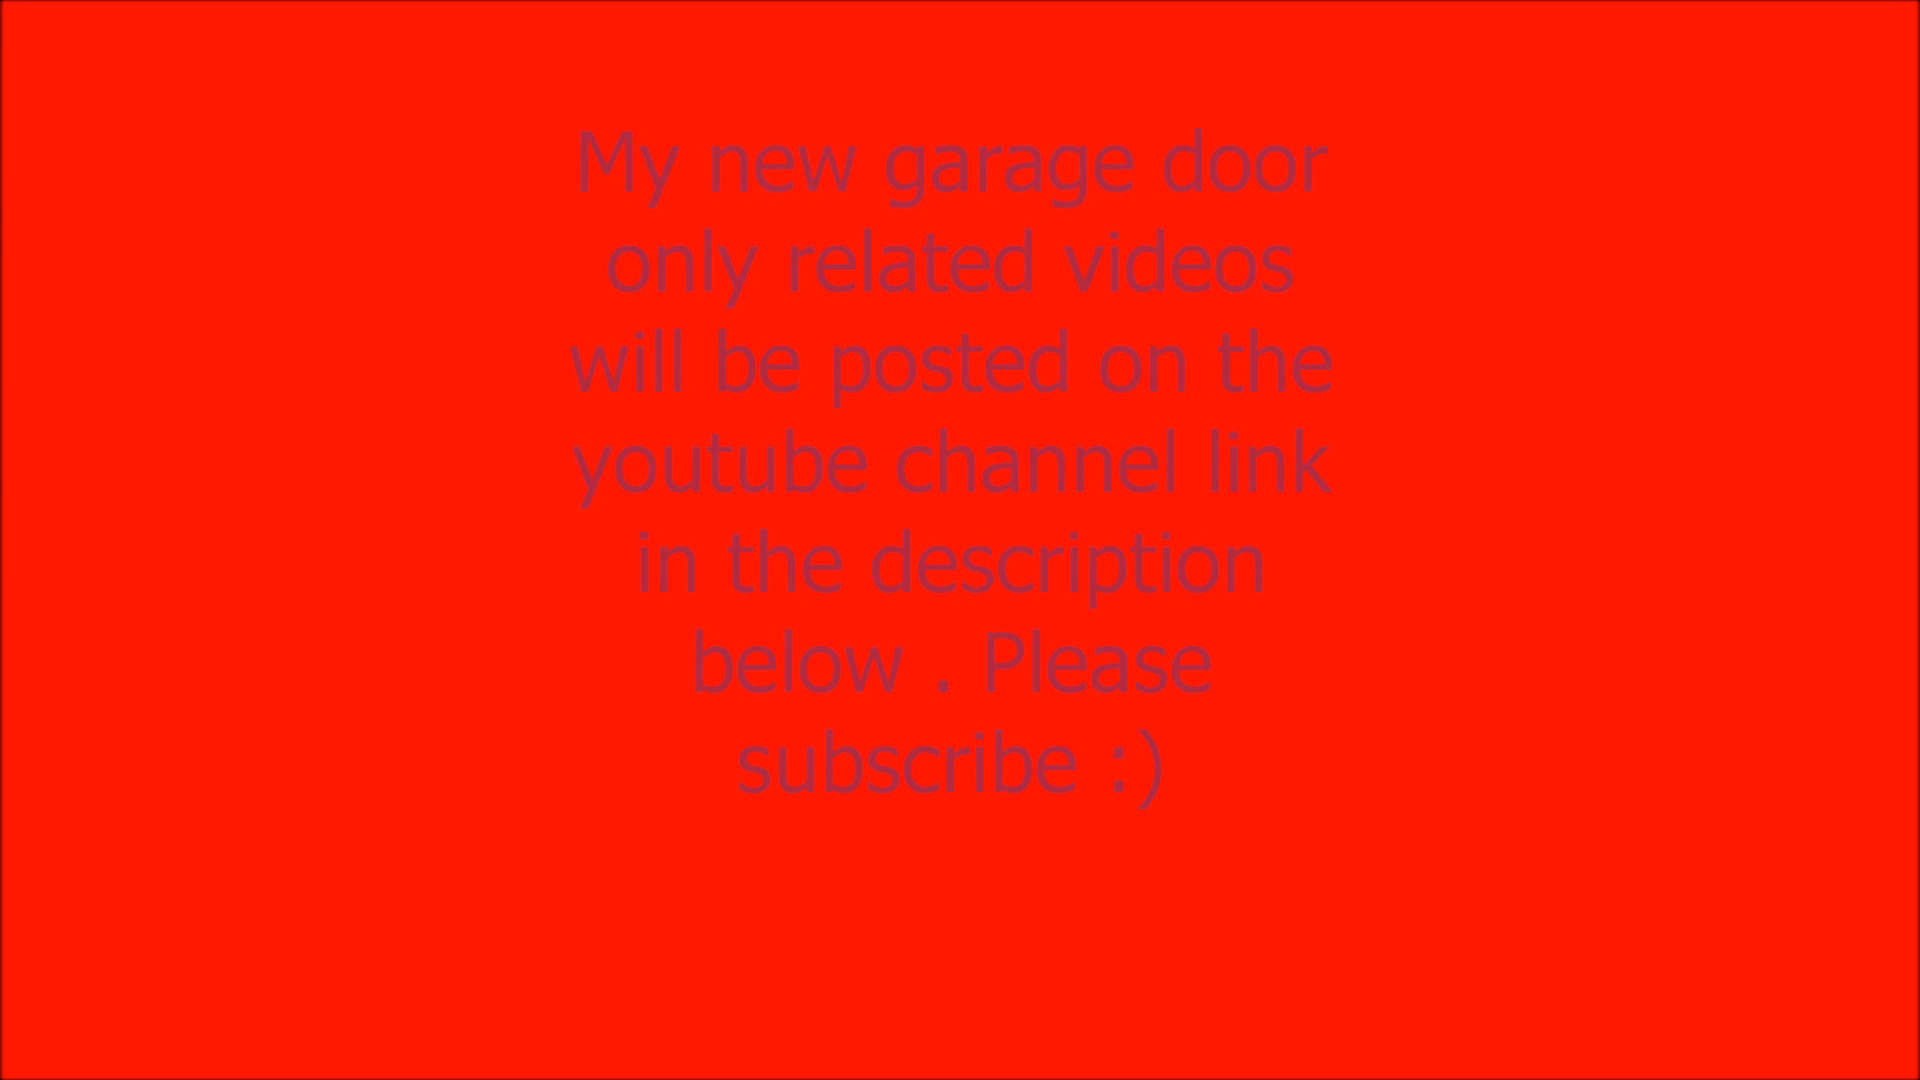 My new garage door
only related videos
will be posted on the
youtube channel link
in the description
below . Please
subscribe :)